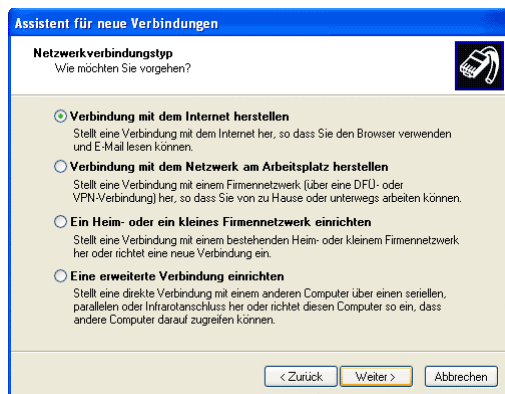 Assistent für neue Verbindungen
Netzwerkverbindungstyp
Wie möchten Sie vorgehen?
Verbindung mit dem Internet herstellen
Stellt eine Verbindung mit dem Internet her, so dass Sie den Browser verwenden
und E-Mail lesen können.
Verbindung mit dem Netzwerk am Arbeitsplatz herstellen
Stellt eine Verbindung mit einem Firmennetzwerk (über eine DFÜ- oder
VPN-Verbindung) her, so dass Sie von zu Hause oder unterwegs arbeiten können.
Ein Heim- oder ein kleines Firmennetzwerk einrichten
Stellt eine Verbindung mit einem bestehenden Heim- oder kleinem Firmennetzwerk
her oder richtet eine neue Verbindung ein.
Eine erweiterte Verbindung einrichten
Stellt eine direkte Verbindung mit einem anderen Computer über einen seriellen,
parallelen oder Infrarotanschluss her oder richtet diesen Computer so ein, dass
andere Computer darauf zugreifen können.
< Zurück Weiter > Abbrechen